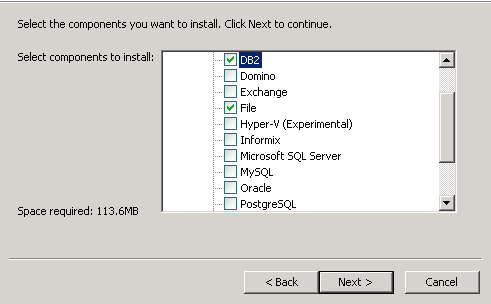 Select the components you want to install. Click Next to continue.
Select components to install:
DB2
Domino
Exchange
File
Hyper-V (Experimental)
Informix
Microsoft SQL Server
MySQL
Oracle
PostgreSQL
Space required: 113.6MB
< Back
Next >
Cancel